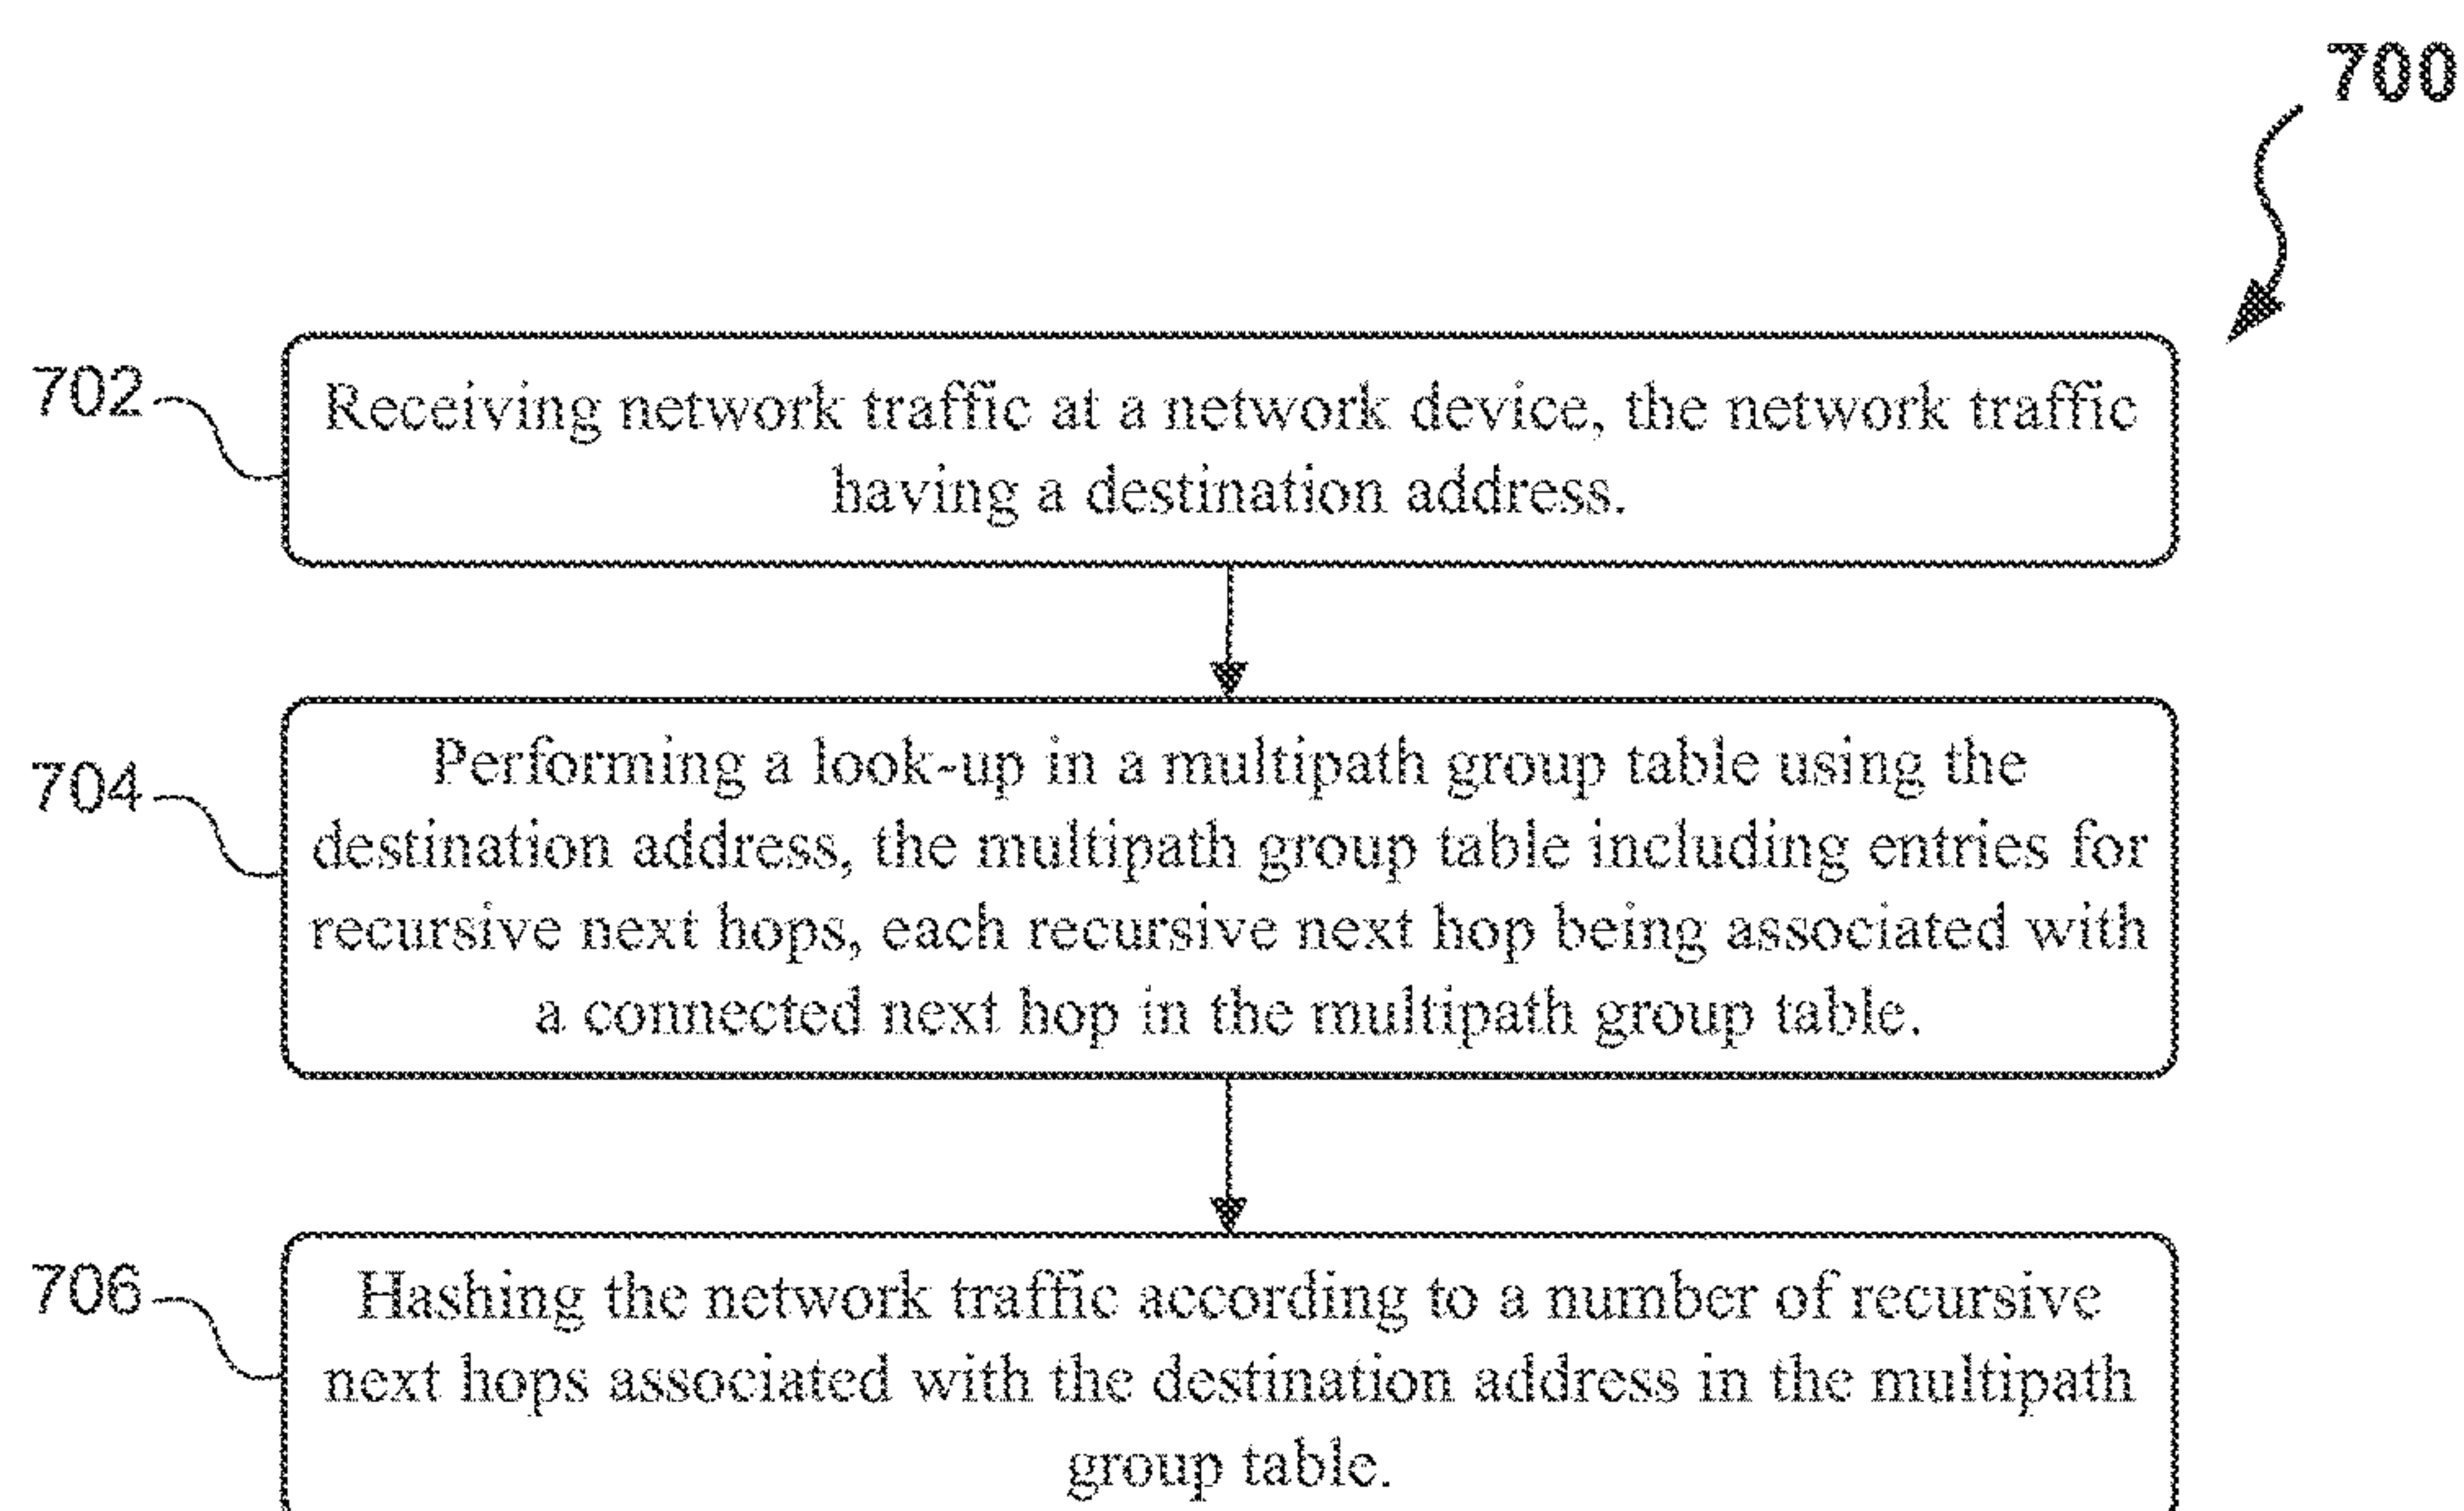 700
702
Receiving network traffic at a network device, the network traffic
having a destination address.
704
Performing a look-up in a multipath group table using the
destination address, the multipath group table including entries for
recursive next hops, each recursive next hop being associated with
a connected next hop in the multipath group table.
706
Hashing the network traffic according to a number of recursive
next hops associated with the destination address in the multipath
group table.